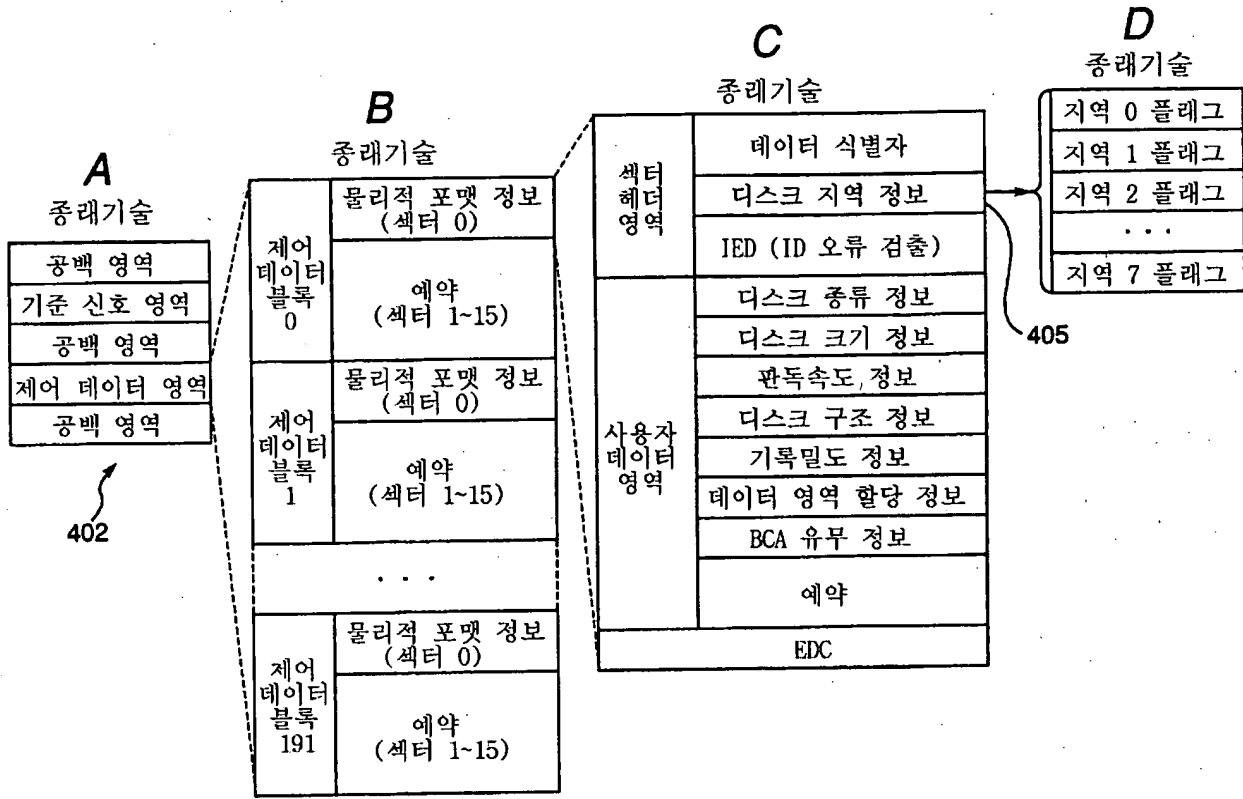 A
종래기술
공백 영역
기준 신호 영역
공백 영역
제어 데이터 영역
공백 영역
402
B
종래기술
제어
데이터
블록
0
물리적 포맷 정보
(섹터 0)
예약
(섹터 1~15)
제어
데이터
블록
1
물리적 포맷 정보
(섹터 0)
예약
(섹터 1~15)
· · ·
제어
데이터
블록
191
물리적 포맷 정보
(섹터 0)
예약
(섹터 1~15)
C
종래기술
섹터
헤더
영역
데이터 식별자
디스크 지역 정보
IED (ID 오류 검출)
405
사용자
데이터
영역
디스크 종류 정보
디스크 크기 정보
판독속도 정보
디스크 구조 정보
기록밀도 정보
데이터 영역 할당 정보
BCA 유무 정보
예약
EDC
D
종래기술
지역 0 플래그
지역 1 플래그
지역 2 플래그
· · ·
지역 7 플래그